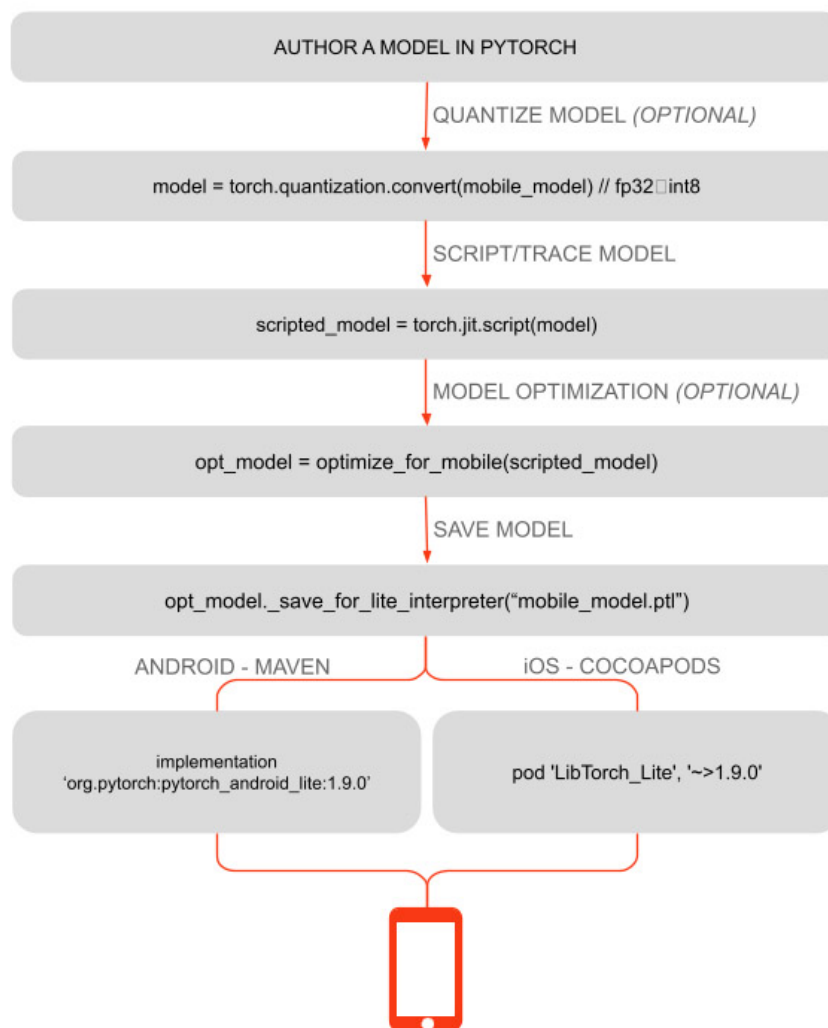 AUTHOR A MODEL IN PYTORCH
QUANTIZE MODEL (OPTIONAL)
model = torch.quantization.convert(mobile_model) // fp32□int8
SCRIPT/TRACE MODEL
scripted_model = torch.jit.script(model)
MODEL OPTIMIZATION (OPTIONAL)
opt_model = optimize_for_mobile(scripted_model)
SAVE MODEL
opt_model._save_for_lite_interpreter(“mobile_model.ptl”)
ANDROID - MAVEN
iOS - COCOAPODS
implementation
‘org.pytorch:pytorch_android_lite:1.9.0’
pod 'LibTorch_Lite', '~>1.9.0'